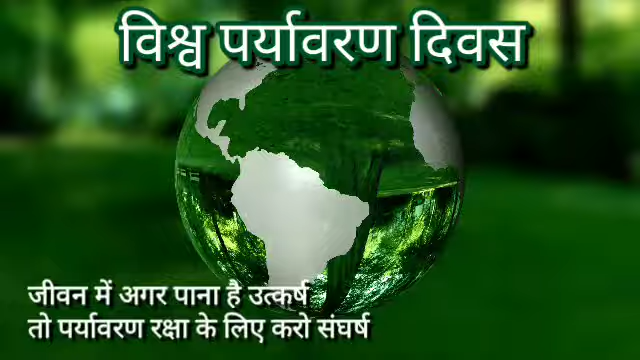 विश्व पर्यावरण दिवस
जीवन में अगर पाना है उत्कर्ष
तो पर्यावरण रक्षा के लिए करो संघर्ष